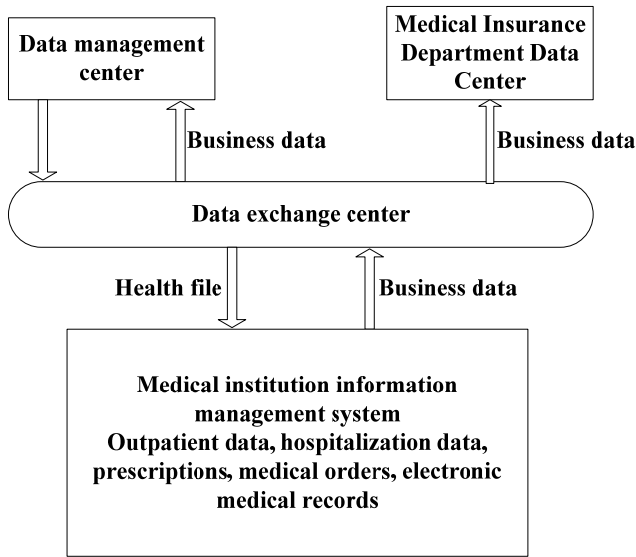 Data management
center
Medical Insurance
Department Data
Center
Business data
Business data
Data exchange center
Health file
Business data
Medical institution information
management system
Outpatient data, hospitalization data,
prescriptions, medical orders, electronic
medical records